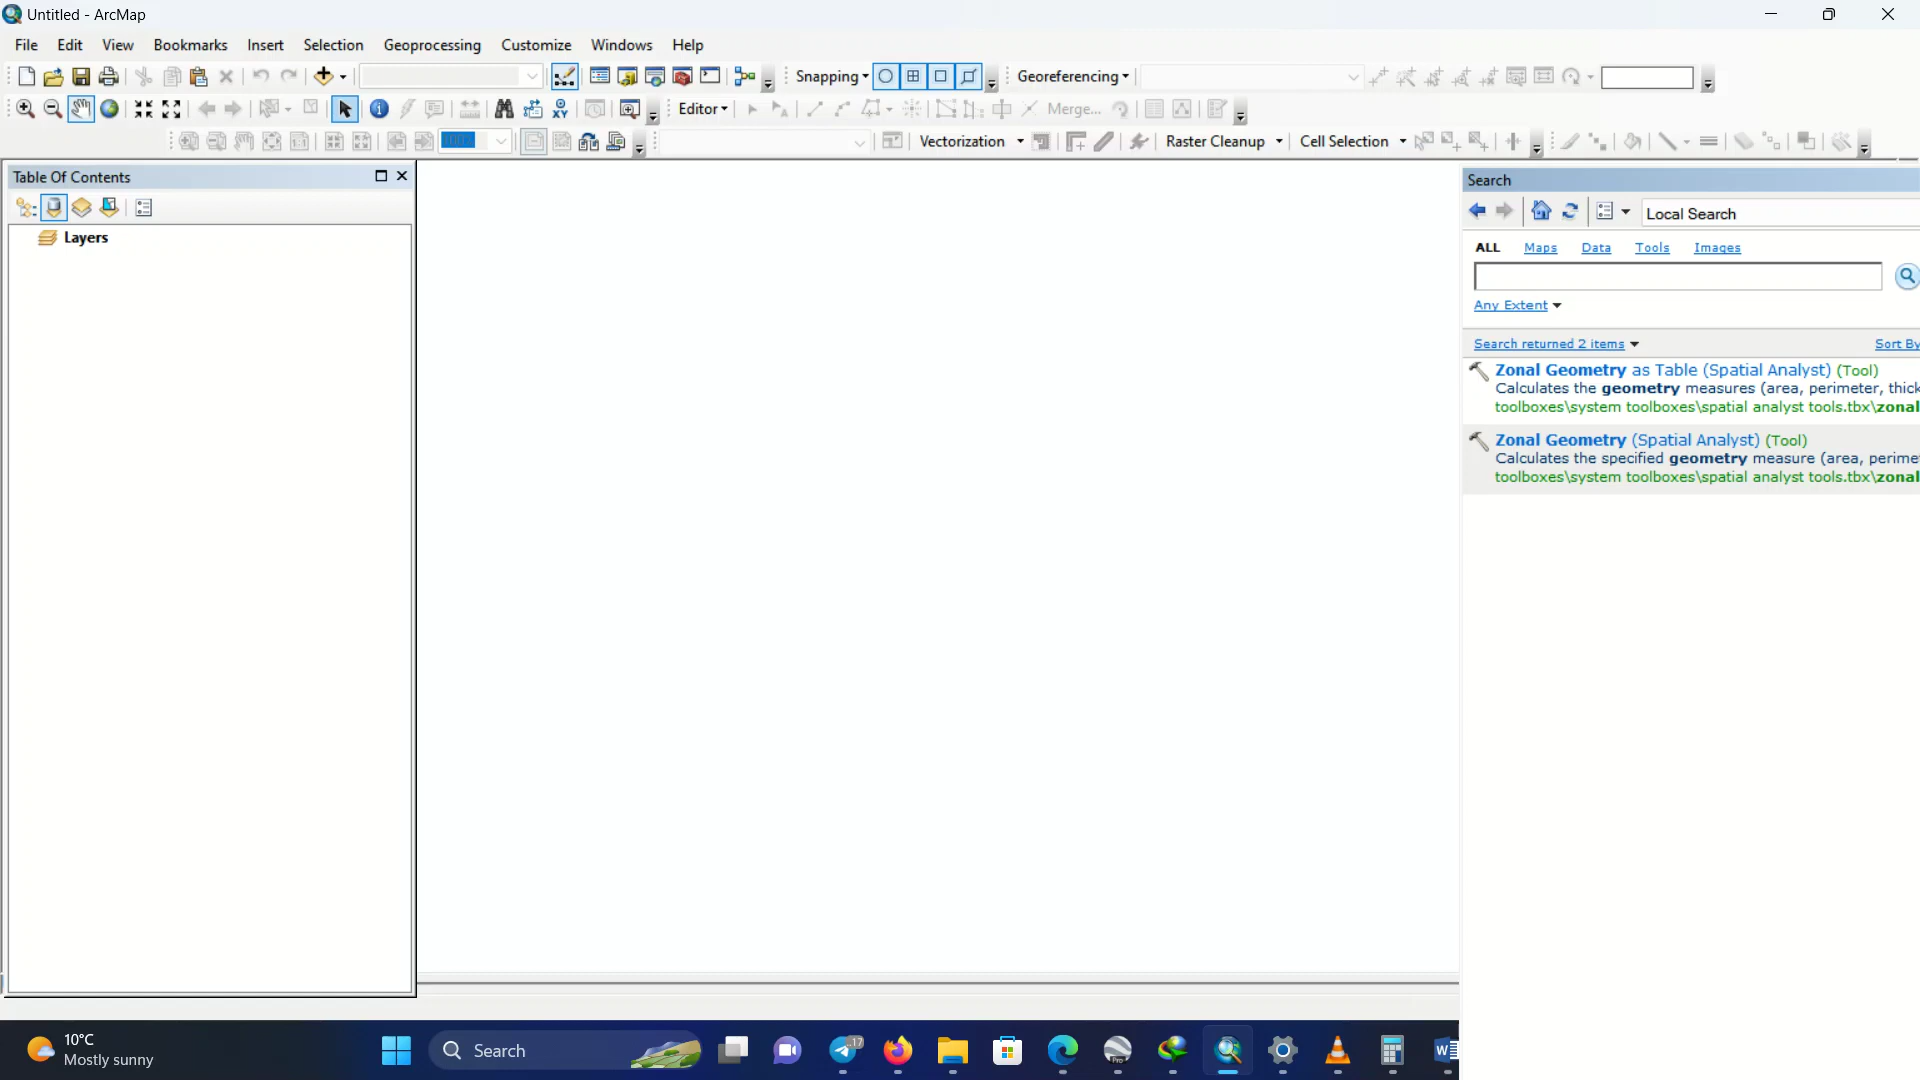 Untitled - ArcMap
File Edit View Bookmarks Insert Selection Geoprocessing Customize Windows Help
Snapping Georeferencing
Editor Merge...
Vectorization Raster Cleanup Cell Selection
Table Of Contents
Layers
Search
Local Search
ALL Maps Data Tools Images
Any Extent
Search returned 2 items Sort By
Zonal Geometry as Table (Spatial Analyst) (Tool)
Calculates the geometry measures (area, perimeter, thick
toolboxes\system toolboxes\spatial analyst tools.tbx\zonal
Zonal Geometry (Spatial Analyst) (Tool)
Calculates the specified geometry measure (area, perime
toolboxes\system toolboxes\spatial analyst tools.tbx\zonal
10°C
Mostly sunny
Search
17
Pro
W